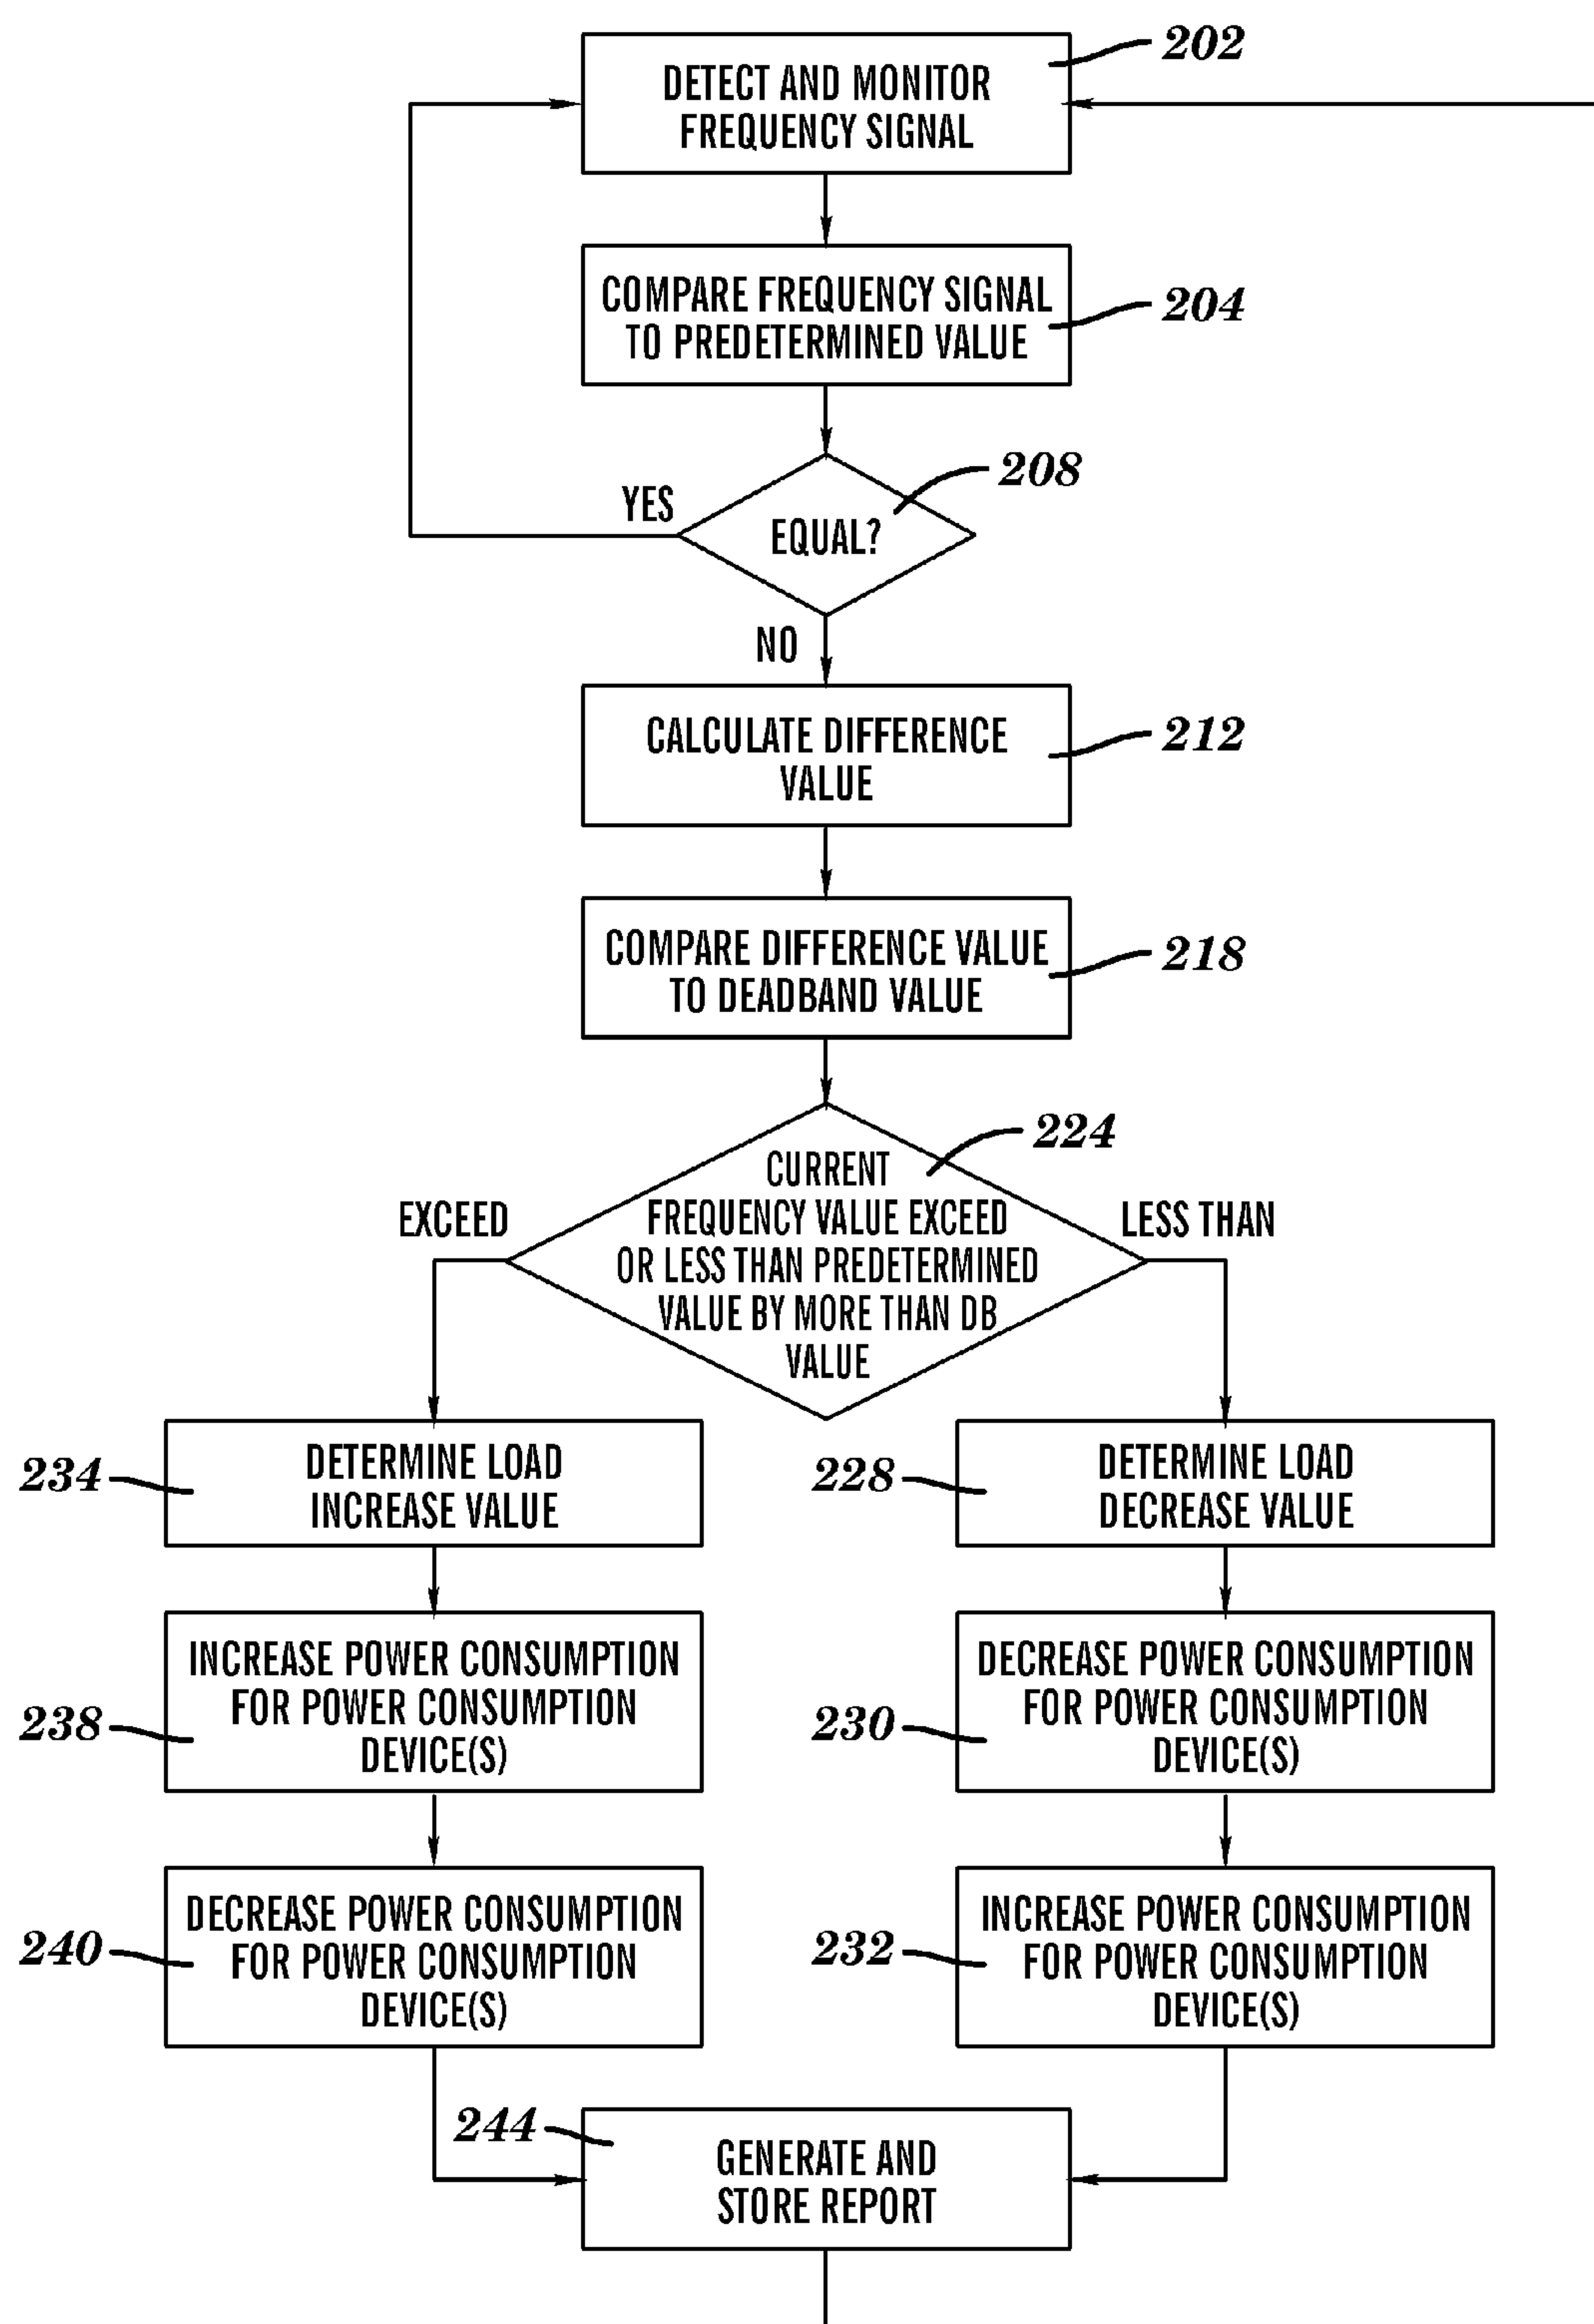 202
DETECT AND MONITOR
FREQUENCY SIGNAL
COMPARE FREQUENCY SIGNAL
TO PREDETERMINED VALUE
204
208
YES
EQUAL?
NO
CALCULATE DIFFERENCE
VALUE
212
COMPARE DIFFERENCE VALUE
TO DEADBAND VALUE
218
224
CURRENT
FREQUENCY VALUE EXCEED
OR LESS THAN PREDETERMINED
VALUE BY MORE THAN DB
VALUE
EXCEED
LESS THAN
234
DETERMINE LOAD
INCREASE VALUE
228
DETERMINE LOAD
DECREASE VALUE
238
INCREASE POWER CONSUMPTION
FOR POWER CONSUMPTION
DEVICE(S)
230
DECREASE POWER CONSUMPTION
FOR POWER CONSUMPTION
DEVICE(S)
240
DECREASE POWER CONSUMPTION
FOR POWER CONSUMPTION
DEVICE(S)
232
INCREASE POWER CONSUMPTION
FOR POWER CONSUMPTION
DEVICE(S)
244
GENERATE AND
STORE REPORT